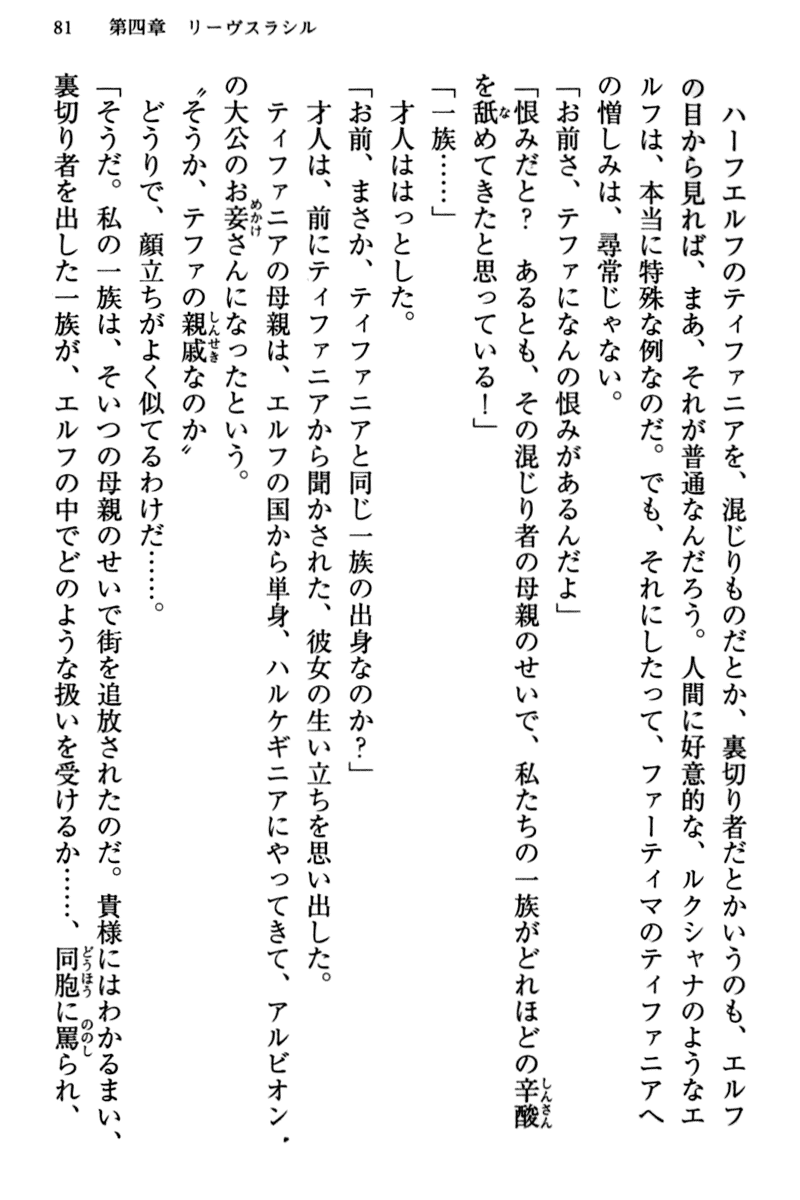 81　第四章　リーヴスラシル
　ハーフエルフのティファニアを、混じりものだとか、裏切り者だとかいうのも、エルフ
の目から見れば、まあ、それが普通なんだろう。人間に好意的な、ルクシャナのようなエ
ルフは、本当に特殊な例なのだ。でも、それにしたって、ファーティマのティファニアへ
の憎しみは、尋常じゃない。
「お前さ、テファになんの恨みがあるんだよ」
「恨みだと？　あるとも、その混じり者の母親のせいで、私たちの一族がどれほどの辛酸
を舐めてきたと思っている！」
「一族……」
　才人ははっとした。
「お前、まさか、ティファニアと同じ一族の出身なのか？」
　才人は、前にティファニアから聞かされた、彼女の生い立ちを思い出した。
　ティファニアの母親は、エルフの国から単身、ハルケギニアにやってきて、アルビオン
の大公のお妾さんになったという。
〝そうか、テファの親戚なのか〟
　どうりで、顔立ちがよく似てるわけだ……。
「そうだ。私の一族は、そいつの母親のせいで街を追放されたのだ。貴様にはわかるまい、
裏切り者を出した一族が、エルフの中でどのような扱いを受けるか……、同胞に罵られ、